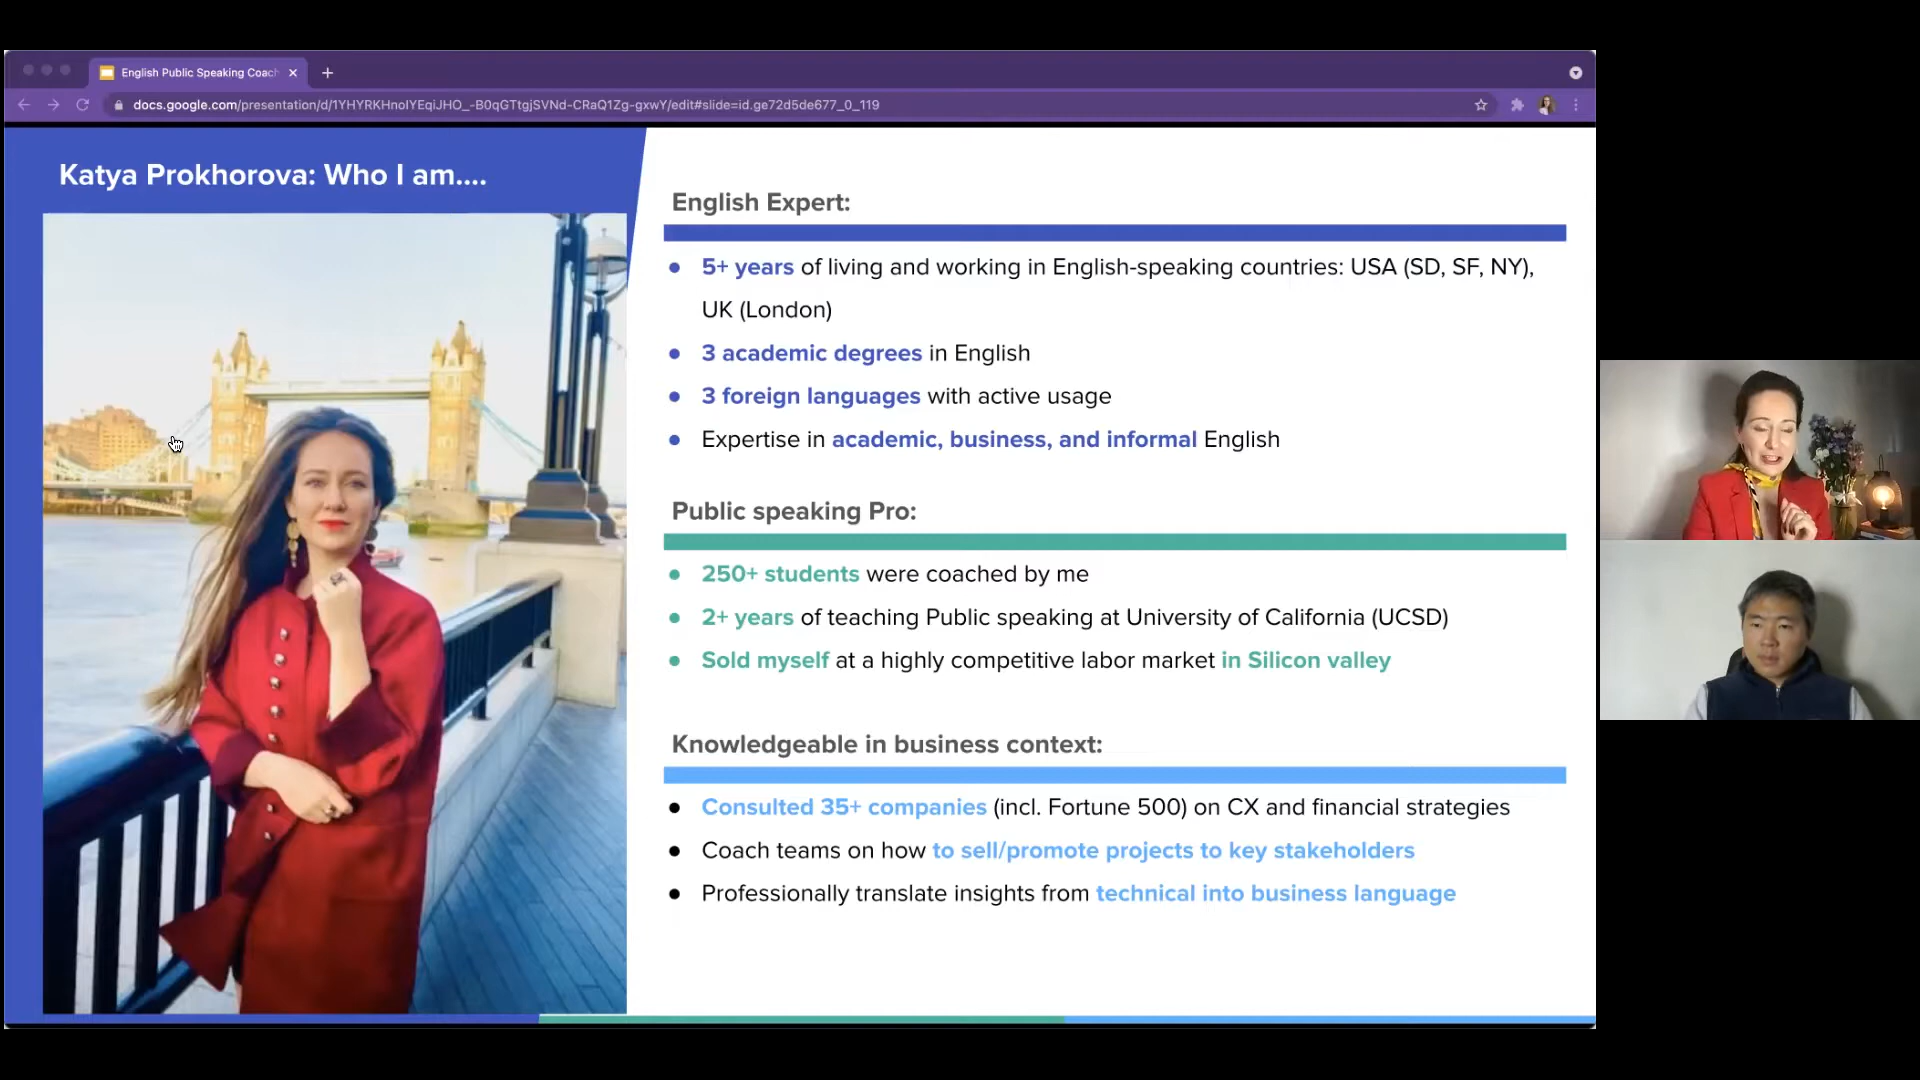 English Public Speaking Coach
docs.google.com/presentation/d/1YHYRKHnoIYEqiJHO_-B0qGTtgjSVNd-CRaQ1Zg-gxwY/edit#slide=id.ge72d5de677_0_119
Katya Prokhorova: Who I am....
English Expert:
5+ years of living and working in English-speaking countries: USA (SD, SF, NY),
UK (London)
3 academic degrees in English
3 foreign languages with active usage
Expertise in academic, business, and informal English
Public speaking Pro:
250+ students were coached by me
2+ years of teaching Public speaking at University of California (UCSD)
Sold myself at a highly competitive labor market in Silicon valley
Knowledgeable in business context:
Consulted 35+ companies (incl. Fortune 500) on CX and financial strategies
Coach teams on how to sell/promote projects to key stakeholders
Professionally translate insights from technical into business language